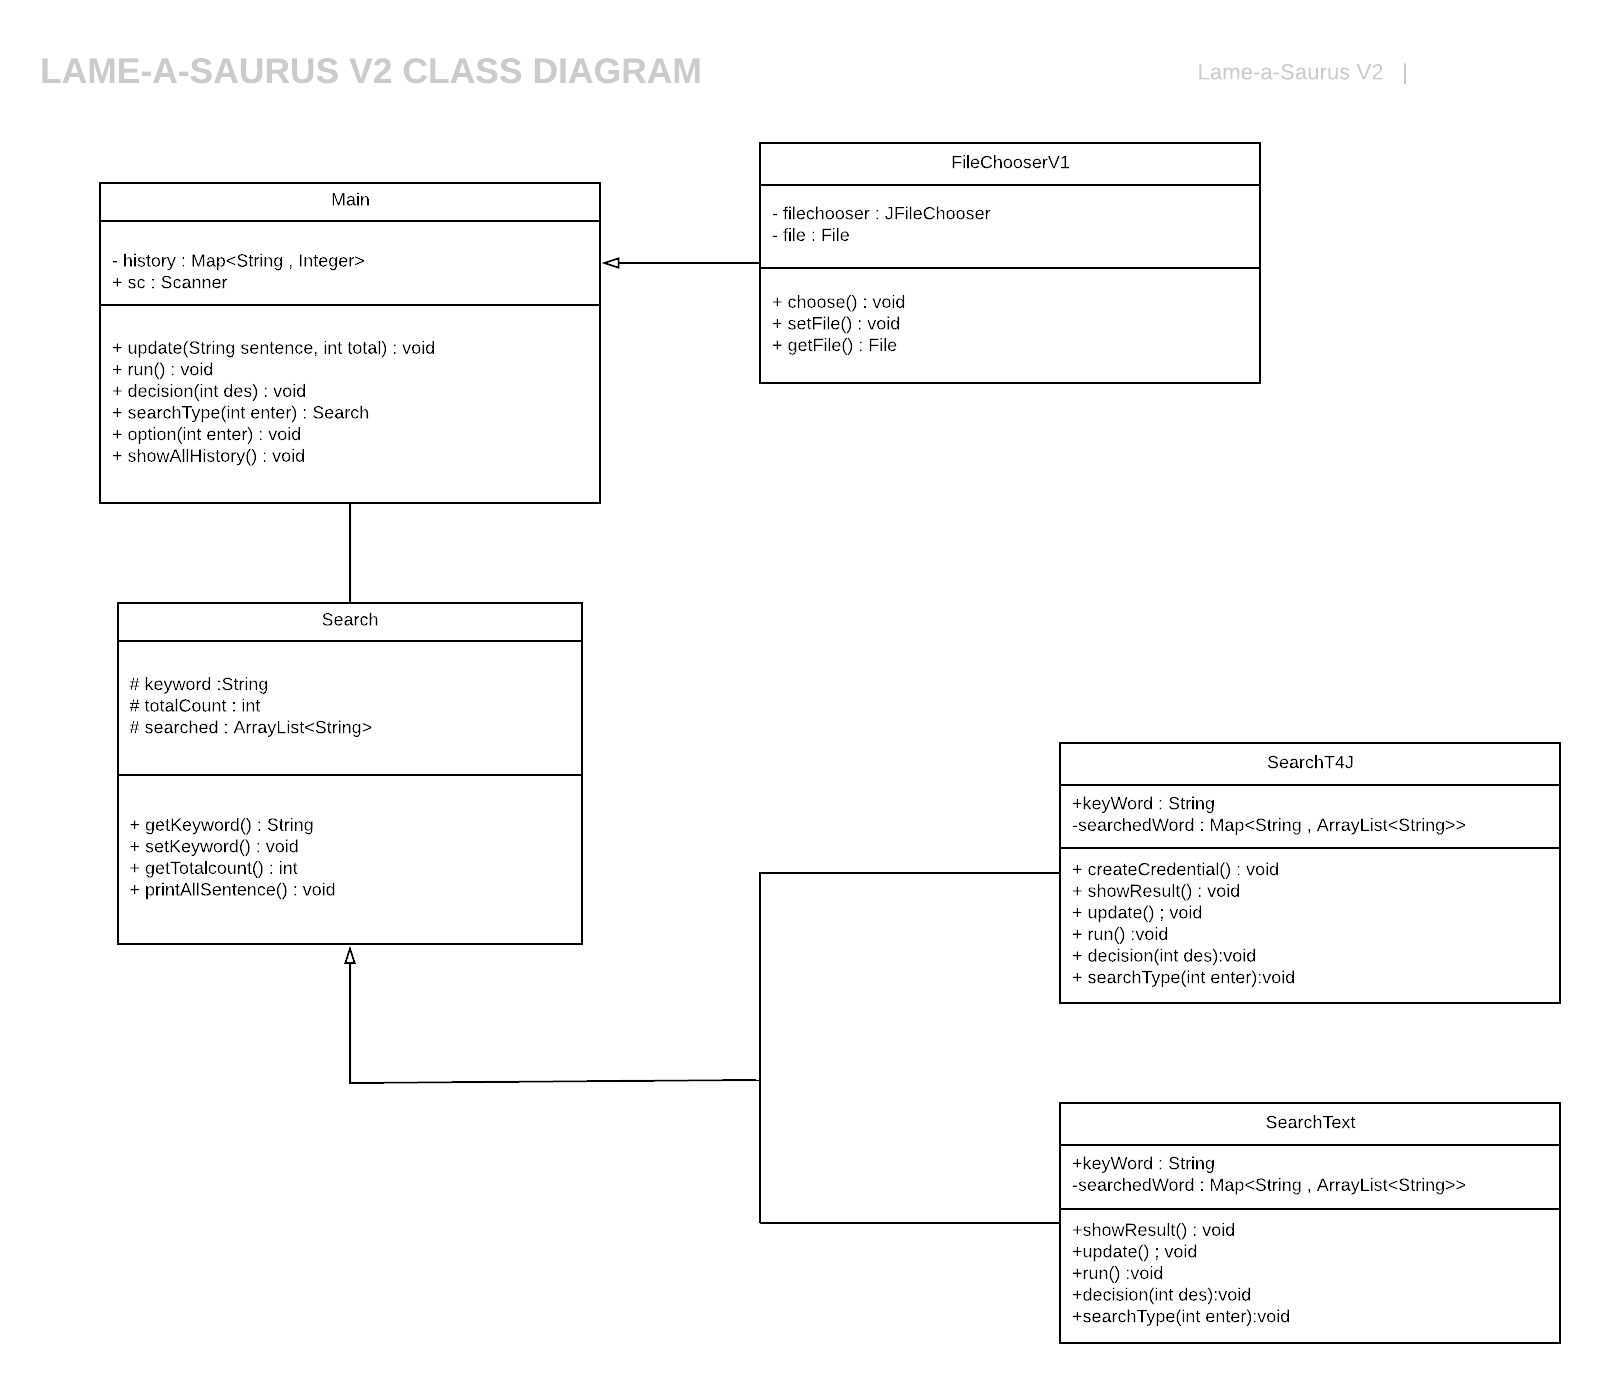 LAME-A-SAURUS V2 CLASS DIAGRAM
Lame-a-Saurus V2 |
Main
- history : Map<String , Integer>
+ sc : Scanner
+ update(String sentence, int total) : void
+ run() : void
+ decision(int des) : void
+ searchType(int enter) : Search
+ option(int enter) : void
+ showAllHistory() : void
FileChooserV1
- filechooser : JFileChooser
- file : File
+ choose() : void
+ setFile() : void
+ getFile() : File
Search
# keyword :String
# totalCount : int
# searched : ArrayList<String>
+ getKeyword() : String
+ setKeyword() : void
+ getTotalcount() : int
+ printAllSentence() : void
SearchT4J
+keyWord : String
-searchedWord : Map<String , ArrayList<String>>
+ createCredential() : void
+ showResult() : void
+ update() ; void
+ run() :void
+ decision(int des):void
+ searchType(int enter):void
SearchText
+keyWord : String
-searchedWord : Map<String , ArrayList<String>>
+showResult() : void
+update() ; void
+run() :void
+decision(int des):void
+searchType(int enter):void